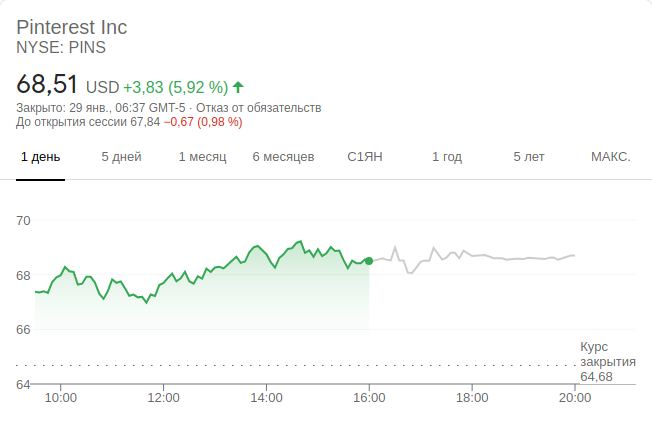 Pinterest Inc
NYSE: PINS
68,51 USD +3,83 (5,92 %)
Закрыто: 29 янв., 06:37 GMT-5 · Отказ от обязательств
До открытия сессии 67,84 −0,67 (0,98 %)
1 день 5 дней 1 месяц 6 месяцев С1ЯН 1 год 5 лет МАКС.
70
68
66
Курс
закрытия
64,68
64
10:00 12:00 14:00 16:00 18:00 20:00